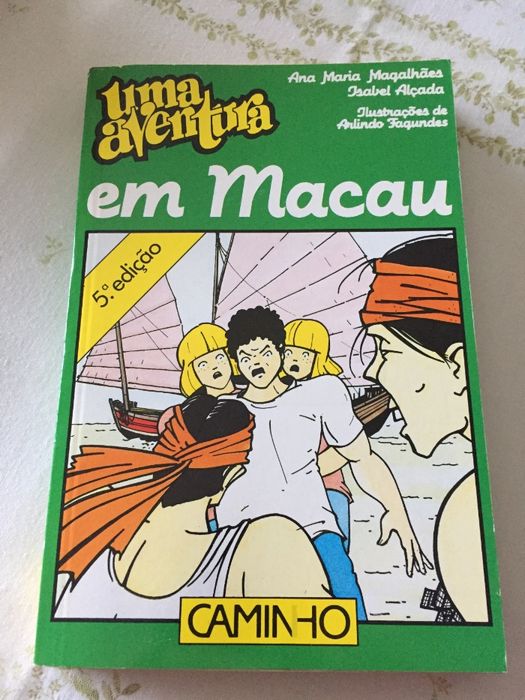 uma
aventura
Ana Maria Magalhães
Isabel Alçada
Ilustrações de
Arlindo Fagundes
em Macau
5.ª edição
CAMINHO